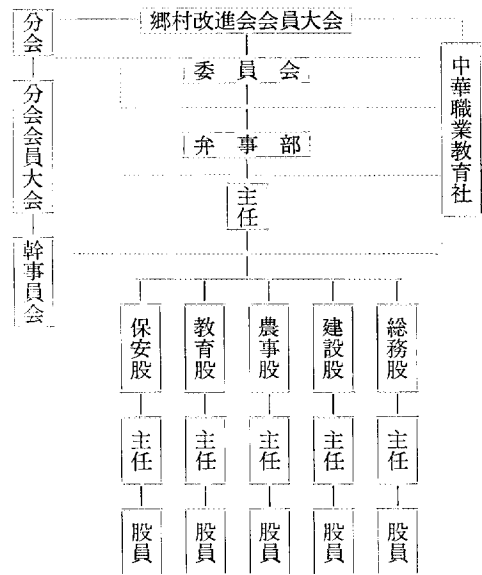 郷村改進会会員大会
委員会
弁事部
主任
中華職業教育社
分会
分会会員大会
幹事員会
総務股
建設股
農事股
教育股
保安股
主任
主任
主任
主任
主任
股員
股員
股員
股員
股員